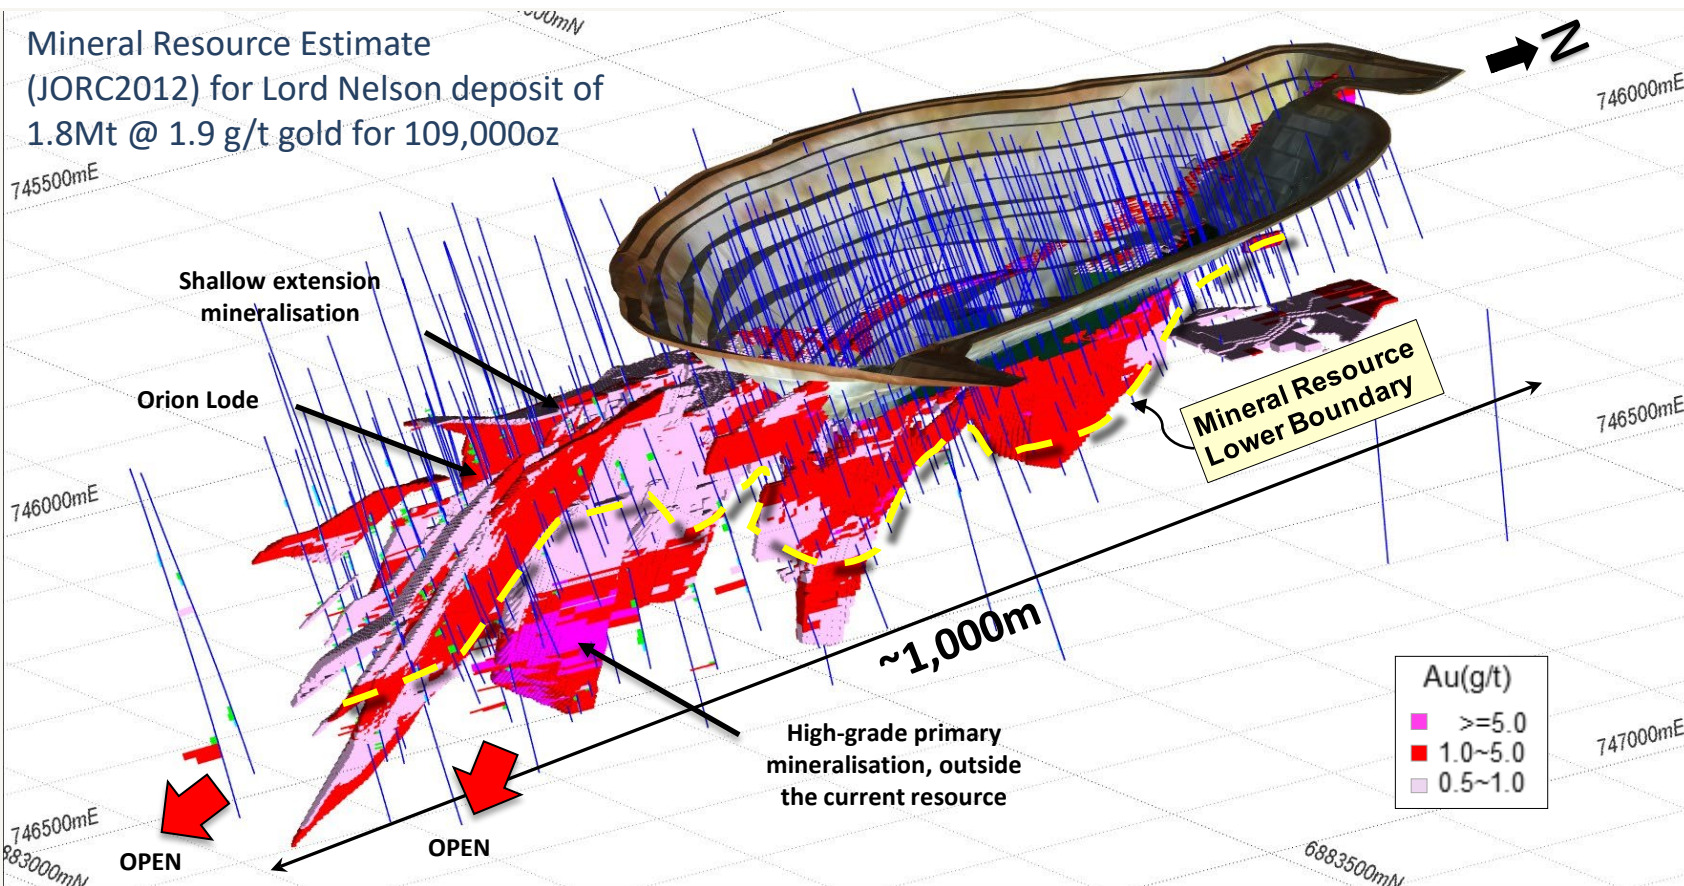 Mineral Resource Estimate
(JORC2012) for Lord Nelson deposit of
1.8Mt @ 1.9 g/t gold for 109,000oz
N
746000mE
745500mE
Shallow extension
mineralisation
Orion Lode
Mineral Resource
Lower Boundary
746500mE
746000mE
~1,000m
High-grade primary
mineralisation, outside
the current resource
Au(g/t)
>=5.0
1.0~5.0
0.5~1.0
747000mE
746500mE
OPEN
OPEN
883000mN
6883500mN